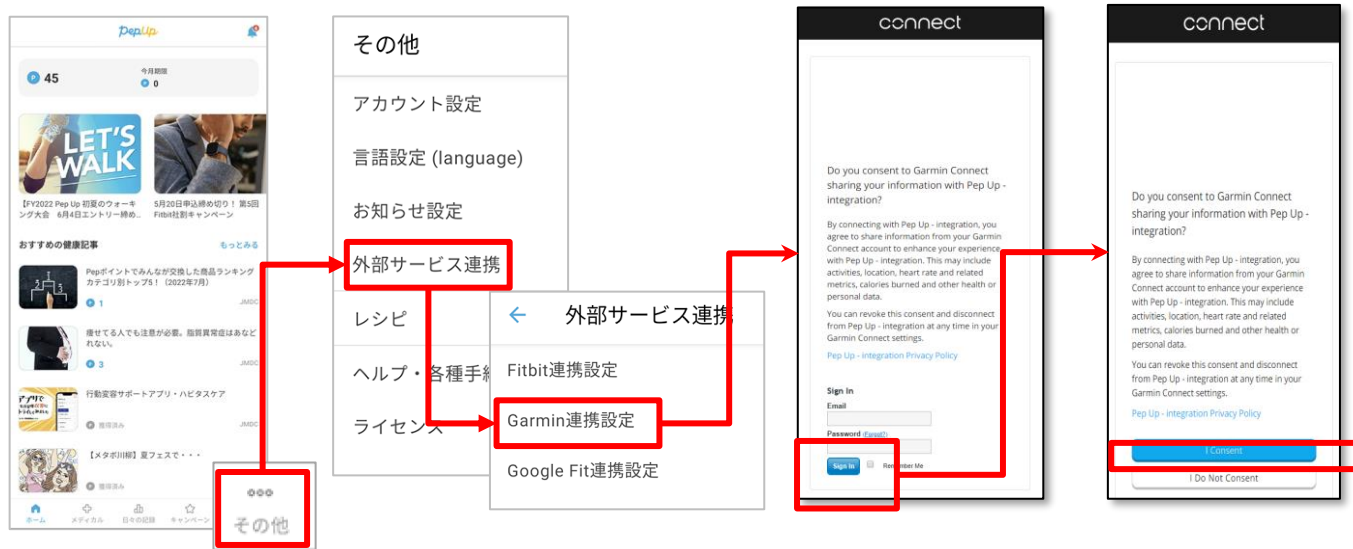 PepUp
45
今月期限
0
LET'S
WALK
【FY2022 Pep Up 初夏のウォーキ
ング大会 6月4日エントリー締め…
5月20日申込締め切り！ 第5回
Fitbit社割キャンペーン
おすすめの健康記事
もっとみる
Pepポイントでみんなが交換した商品ランキング
カテゴリ別トップ5！（2022年7月）
1
JMDC
痩せてる人でも注意が必要。脂質異常症はあなど
れない。
3
JMDC
行動変容サポートアプリ・ハビタスケア
獲得済み
JMDC
【メタボ川柳】夏フェスで・・・
獲得済み
ホーム
メディカル
日々の記録
キャンペーン
その他
その他
アカウント設定
言語設定 (language)
お知らせ設定
外部サービス連携
レシピ
ヘルプ・各種手続
ライセンス
外部サービス連携
Fitbit連携設定
Garmin連携設定
Google Fit連携設定
connect
Do you consent to Garmin Connect
sharing your information with Pep Up -
integration?
By connecting with Pep Up - integration, you
agree to share information from your Garmin
Connect account to enhance your experience
with Pep Up - integration. This may include
activities, location, heart rate and related
metrics, calories burned and other health or
personal data.
You can revoke this consent and disconnect
from Pep Up - integration at any time in your
Garmin Connect settings.
Pep Up - integration Privacy Policy
Sign In
Email
Password (Forgot?)
Sign In
Remember Me
connect
Do you consent to Garmin Connect
sharing your information with Pep Up -
integration?
By connecting with Pep Up - integration, you
agree to share information from your Garmin
Connect account to enhance your experience
with Pep Up - integration. This may include
activities, location, heart rate and related
metrics, calories burned and other health or
personal data.
You can revoke this consent and disconnect
from Pep Up - integration at any time in your
Garmin Connect settings.
Pep Up - integration Privacy Policy
I Consent
I Do Not Consent